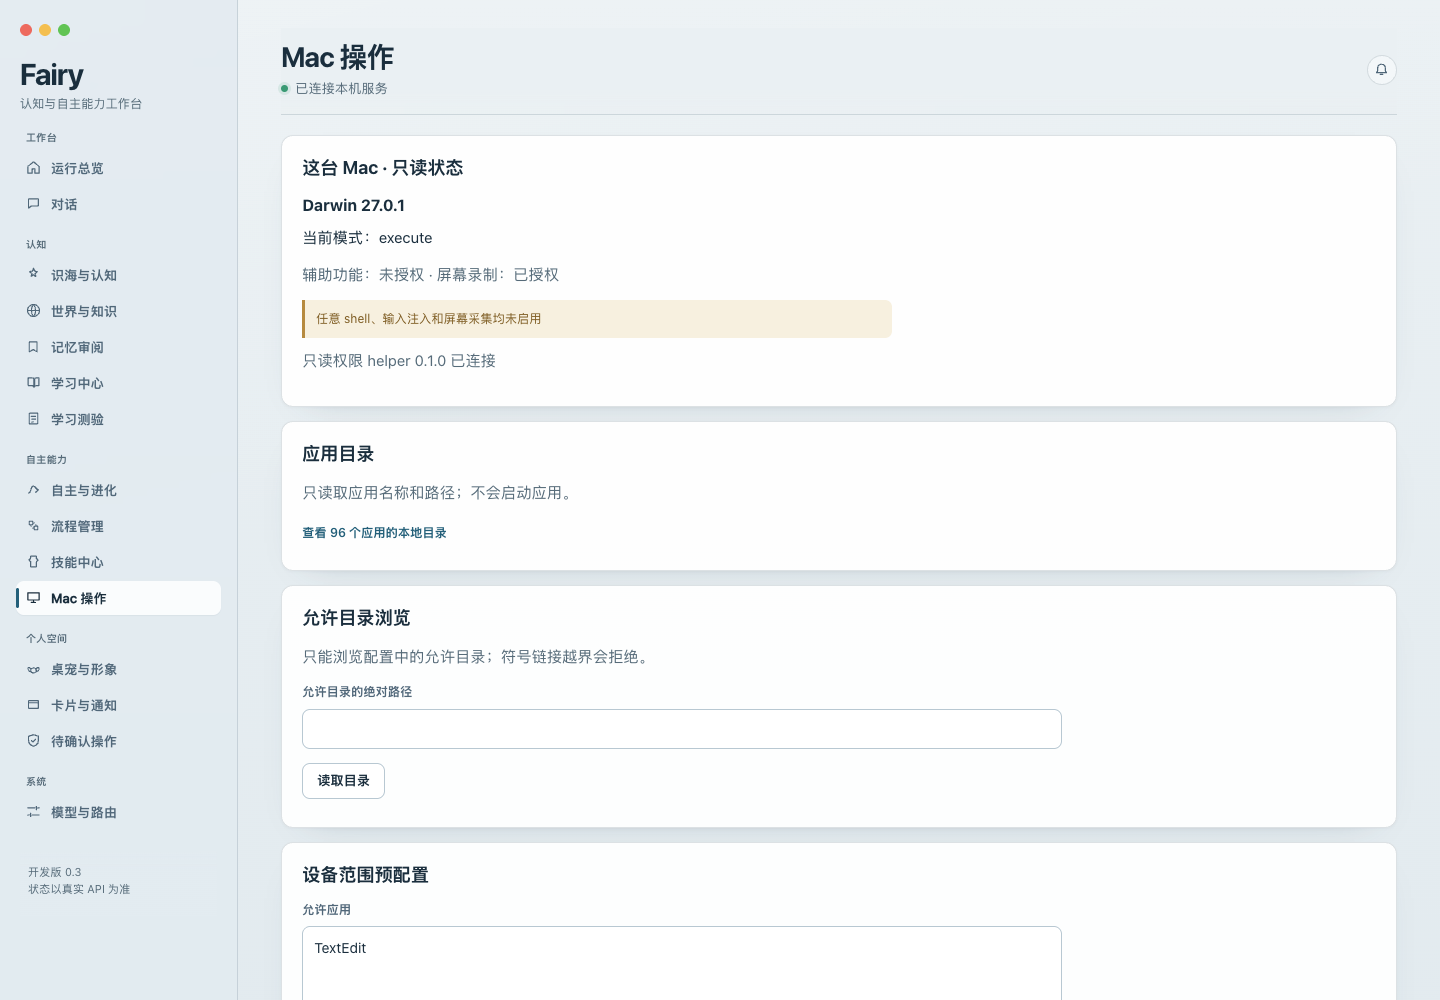 Fairy
认知与自主能力工作台
工作台
运行总览
对话
认知
识海与认知
世界与知识
记忆审阅
学习中心
学习测验
自主能力
自主与进化
流程管理
技能中心
Mac 操作
个人空间
桌宠与形象
卡片与通知
待确认操作
系统
模型与路由
开发版 0.3
状态以真实 API 为准
Mac 操作
已连接本机服务
这台 Mac · 只读状态
Darwin 27.0.1
当前模式：execute
辅助功能：未授权 · 屏幕录制：已授权
任意 shell、输入注入和屏幕采集均未启用
只读权限 helper 0.1.0 已连接
应用目录
只读取应用名称和路径；不会启动应用。
查看 96 个应用的本地目录
允许目录浏览
只能浏览配置中的允许目录；符号链接越界会拒绝。
允许目录的绝对路径
读取目录
设备范围预配置
允许应用
TextEdit